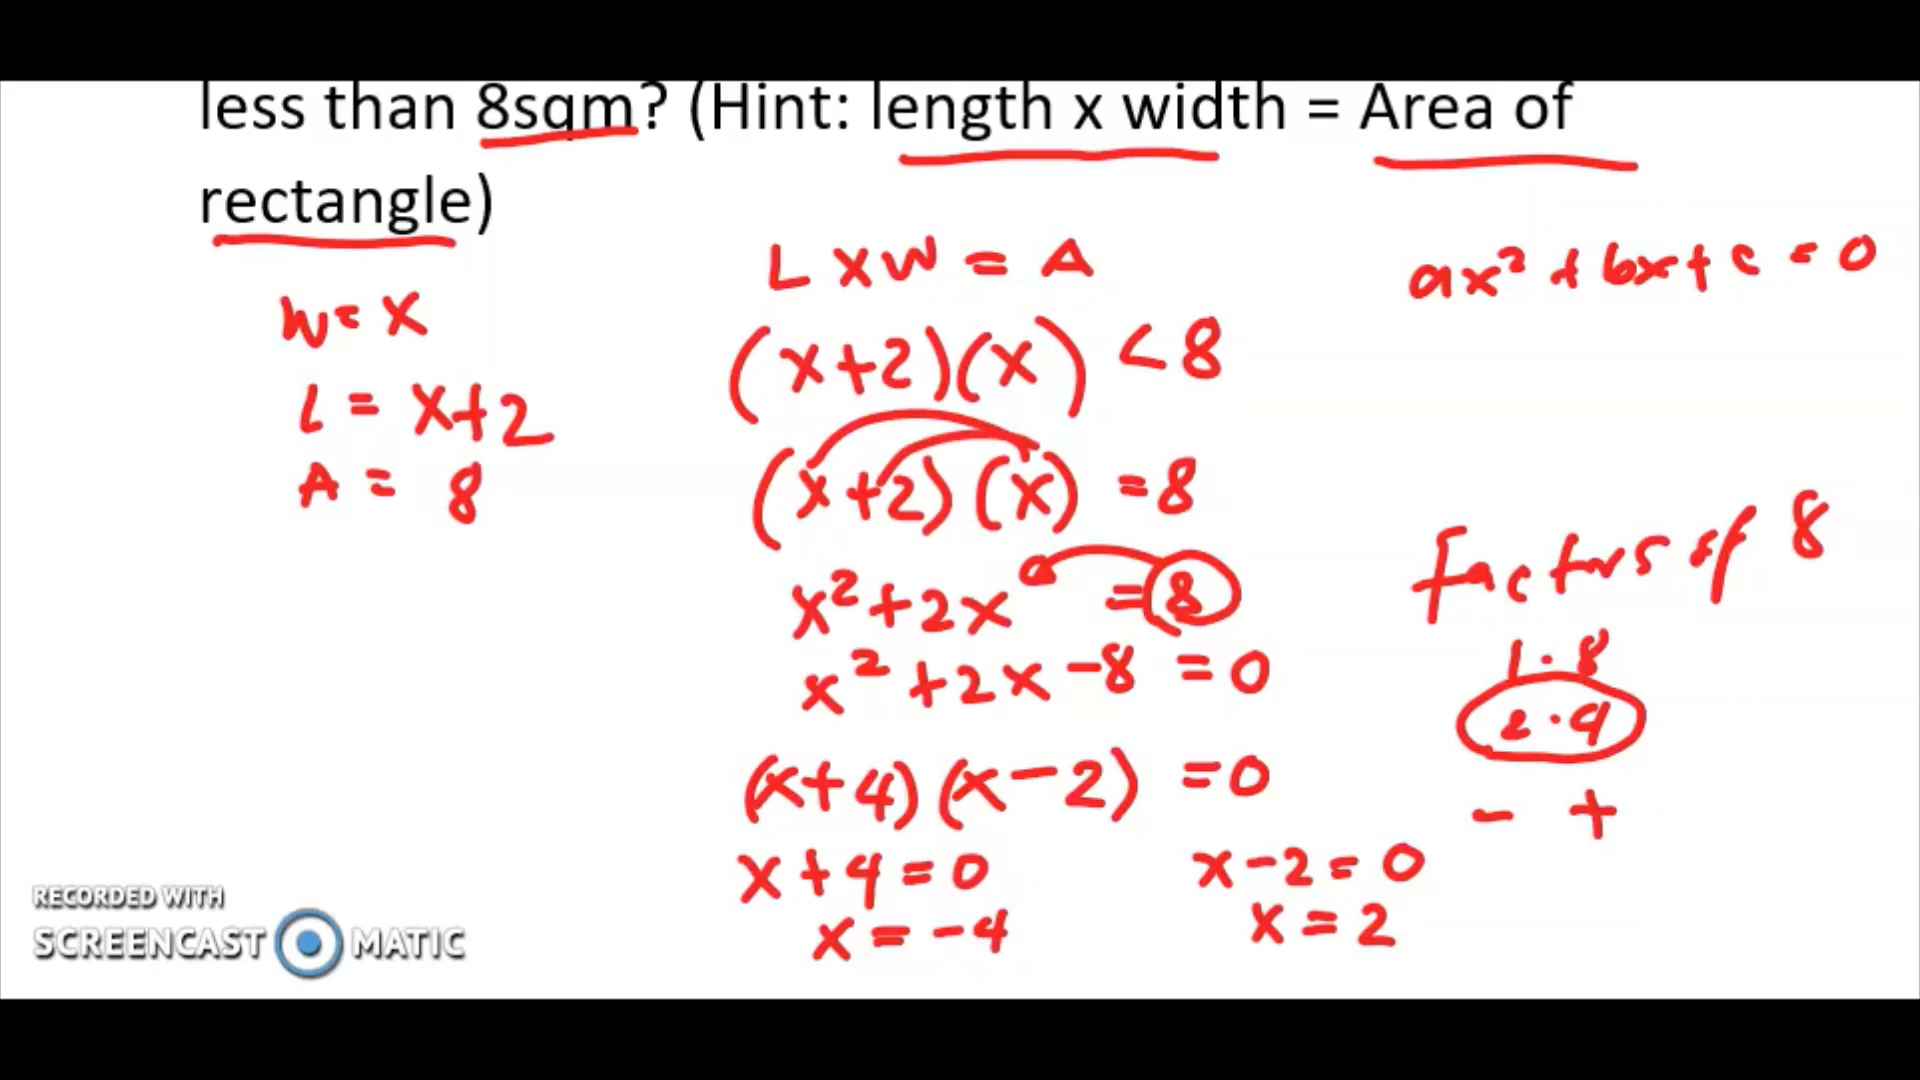 less than 8sqm? (Hint: length x width = Area of
rectangle)
L X W = A
ax² + bx + c = 0
W = X
(x+2)(x) < 8
L = X+2
(x+2)(x) = 8
A = 8
Factors of 8
x²+2x = 8
1 · 8
x²+2x-8 = 0
2 · 4
(x+4)(x-2) = 0
- +
x+4=0
x-2=0
x=-4
x=2
RECORDED WITH
SCREENCAST MATIC